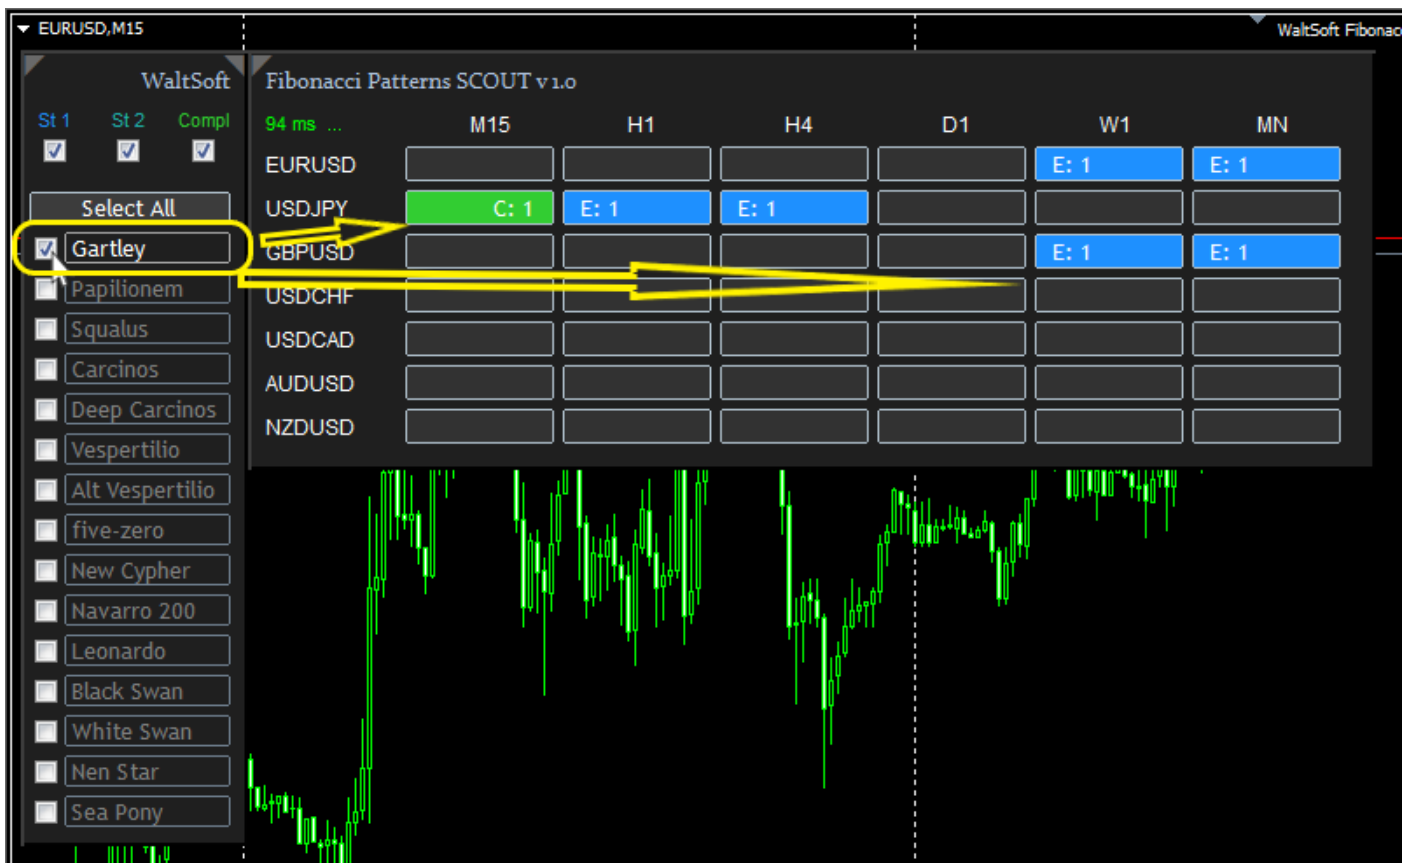 EURUSD,M15
WaltSoft Fibonacc
WaltSoft
Fibonacci Patterns SCOUT v 1.0
St 1 St 2 Compl
94 ms ... M15 H1 H4 D1 W1 MN
EURUSD E: 1 E: 1
Select All
USDJPY C: 1 E: 1 E: 1
Gartley
GBPUSD E: 1 E: 1
Papilionem
USDCHF
Squalus
USDCAD
Carcinos
AUDUSD
Deep Carcinos
NZDUSD
Vespertilio
Alt Vespertilio
five-zero
New Cypher
Navarro 200
Leonardo
Black Swan
White Swan
Nen Star
Sea Pony